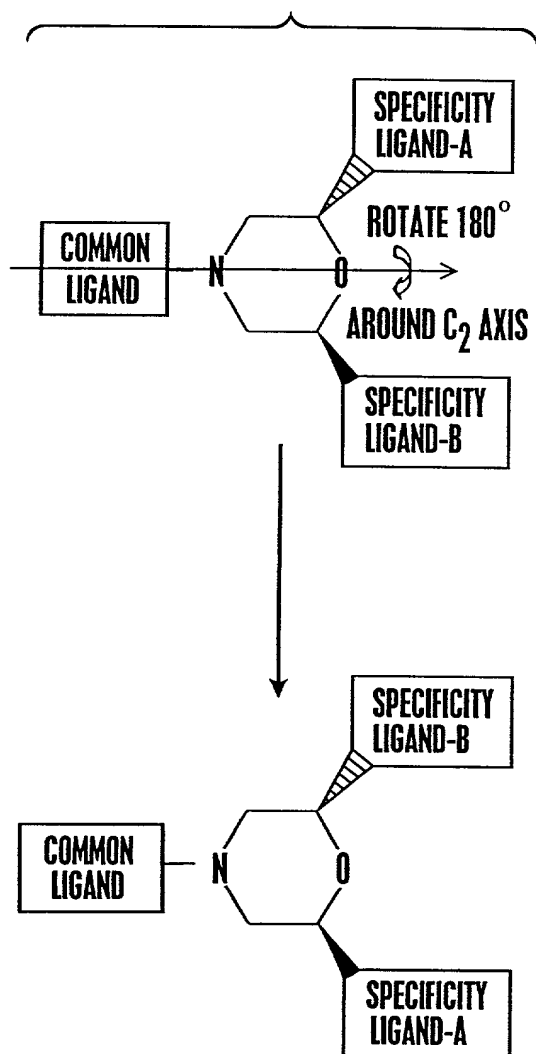 SPECIFICITY
LIGAND-A
ROTATE 180°
COMMON
LIGAND
N
O
AROUND C2 AXIS
SPECIFICITY
LIGAND-B
SPECIFICITY
LIGAND-B
COMMON
LIGAND
N
O
SPECIFICITY
LIGAND-A